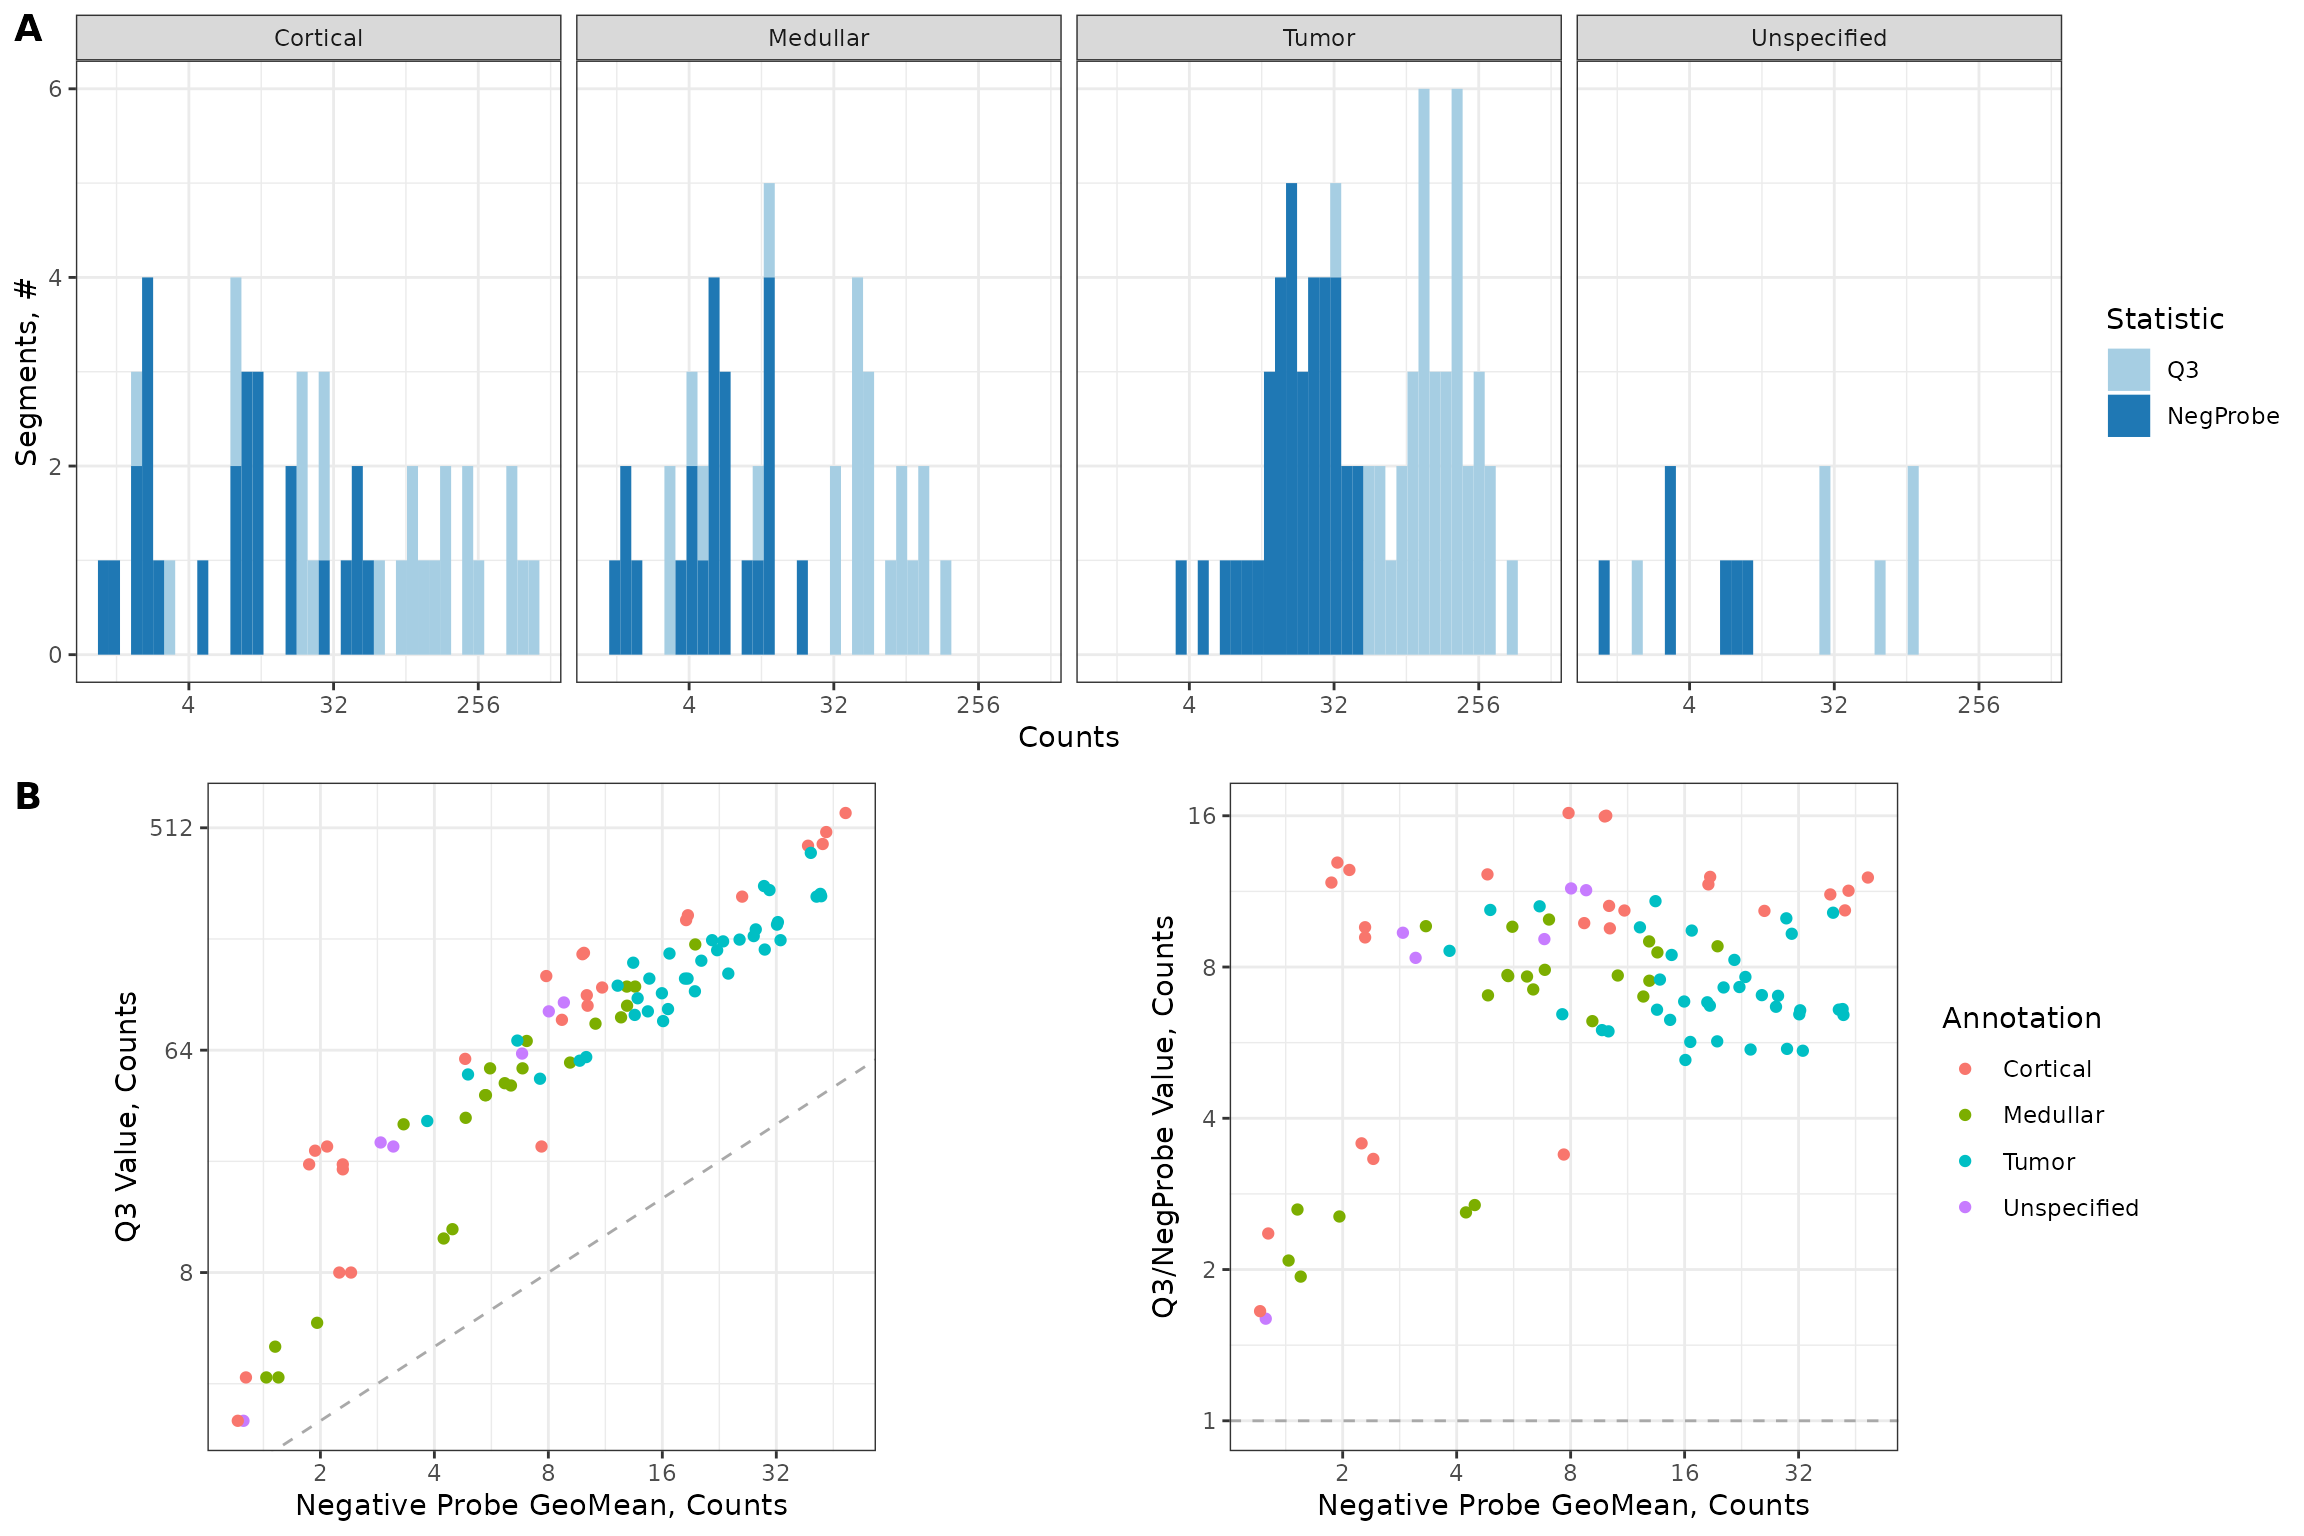 A
Cortical
Medullar
Tumor
Unspecified
6
4
2
0
Segments, #
4 32 256
4 32 256
4 32 256
4 32 256
Counts
Statistic
Q3
NegProbe
B
512
64
8
Q3 Value, Counts
2 4 8 16 32
Negative Probe GeoMean, Counts
16
8
4
2
1
Q3/NegProbe Value, Counts
2 4 8 16 32
Negative Probe GeoMean, Counts
Annotation
Cortical
Medullar
Tumor
Unspecified